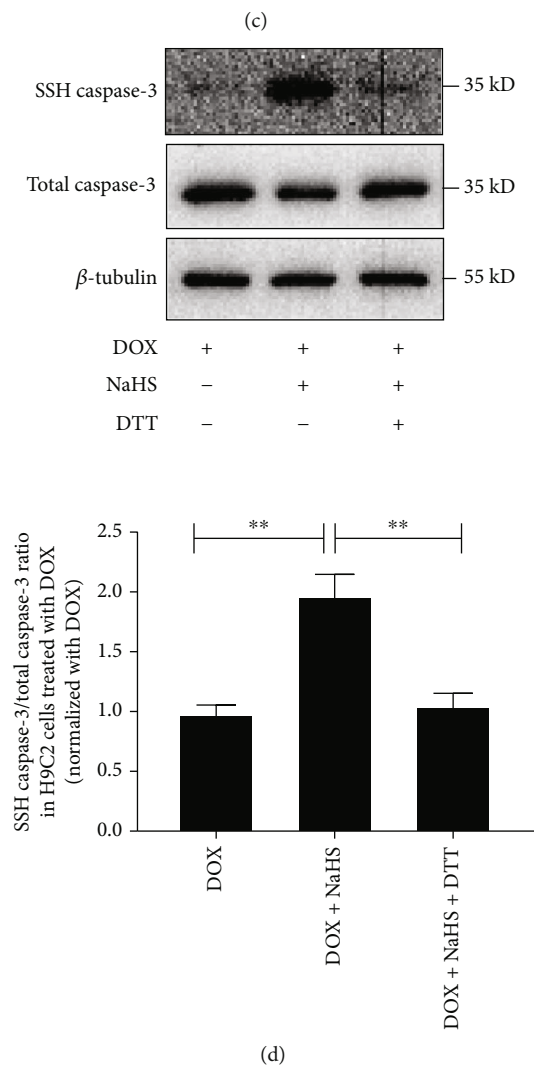 (c)
SSH caspase-3
35 kD
Total caspase-3
35 kD
β-tubulin
55 kD
DOX + + +
NaHS – + +
DTT – – +
SSH caspase-3/total caspase-3 ratio
in H9C2 cells treated with DOX
(normalized with DOX)
2.5
2.0
1.5
1.0
0.5
0.0
** **
DOX
DOX + NaHS
DOX + NaHS + DTT
(d)